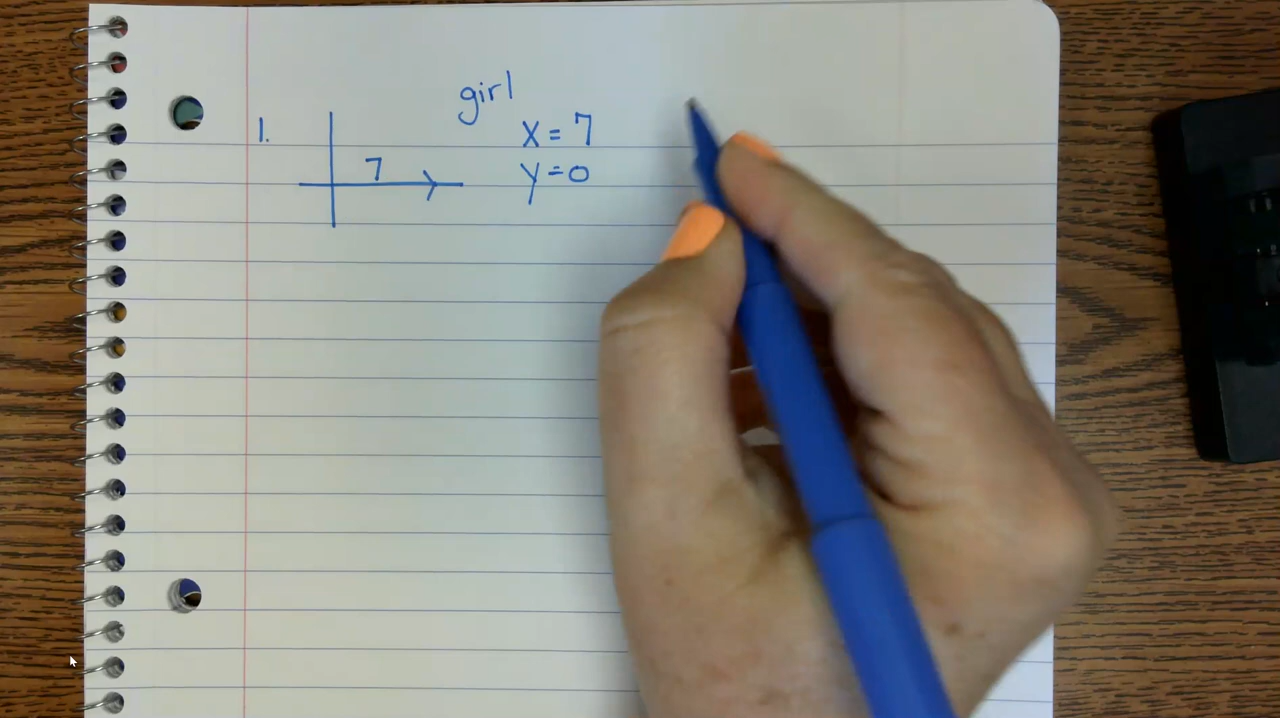 girl
1.
7
x = 7
y = 0